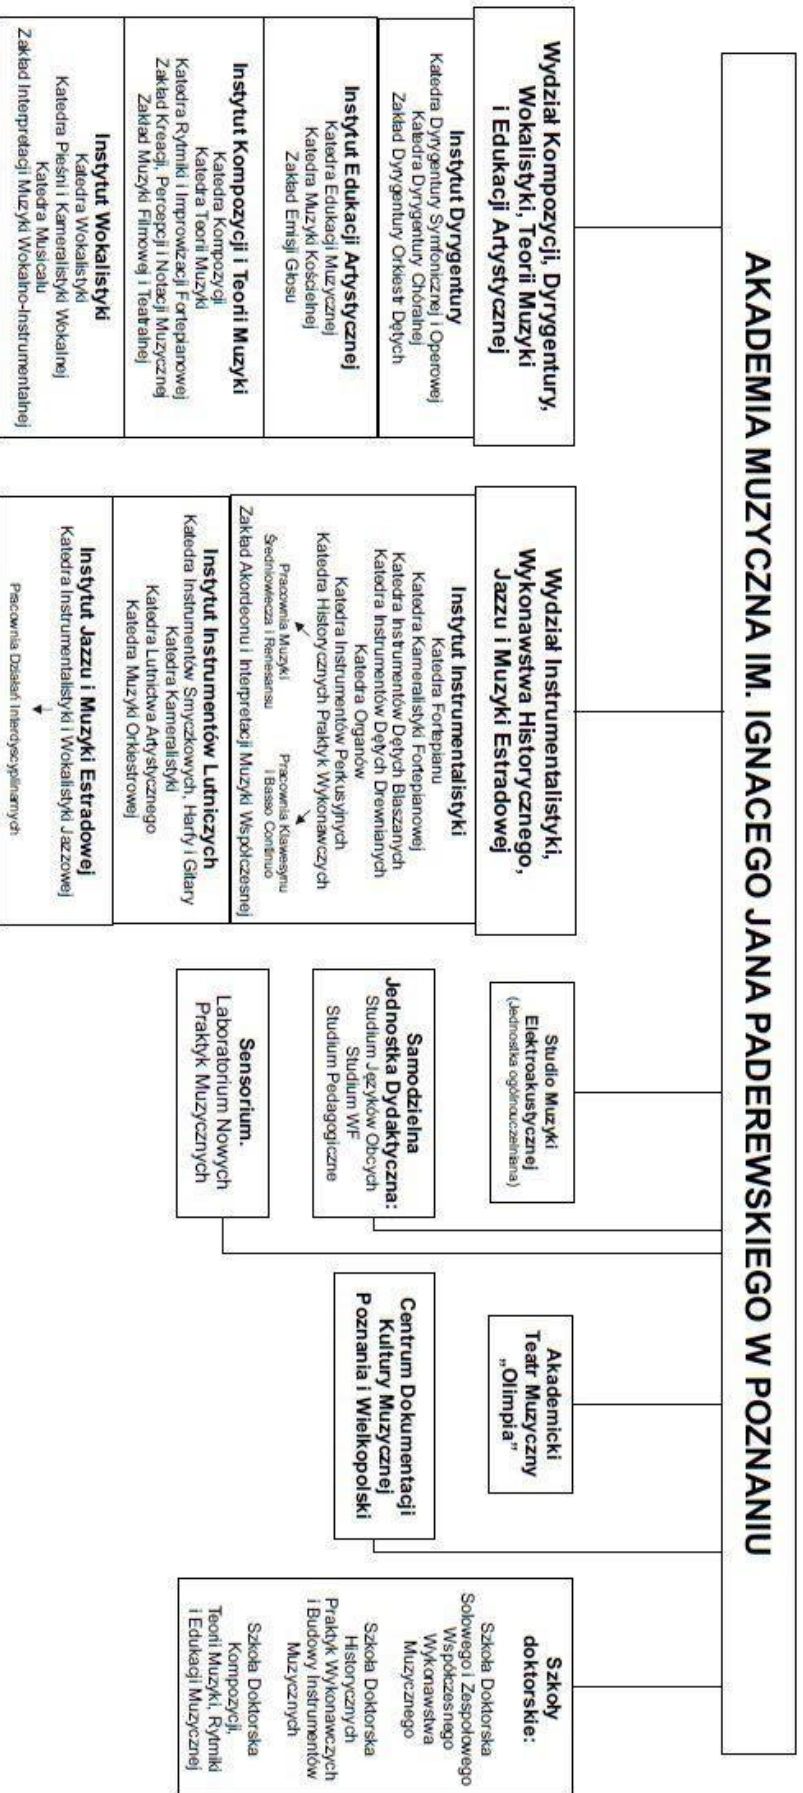 AKADEMIA MUZYCZNA IM. IGNACEGO JANA PADEREWSKIEGO W POZNANIU
Wydział Kompozycji, Dyrygentury,
Wokalistyki, Teorii Muzyki
i Edukacji Artystycznej
Instytut Dyrygentury
Katedra Dyrygentury Symfonicznej i Operowej
Katedra Dyrygentury Chóralnej
Zakład Dyrygentury Orkiestr Dętych
Instytut Edukacji Artystycznej
Katedra Edukacji Muzycznej
Katedra Muzyki Kościelnej
Zakład Emisji Głosu
Instytut Kompozycji i Teorii Muzyki
Katedra Kompozycji
Katedra Teorii Muzyki
Katedra Rytmiki i Improwizacji Fortepianowej
Zakład Kreacji, Percepcji i Notacji Muzycznej
Zakład Muzyki Filmowej i Teatralnej
Instytut Wokalistyki
Katedra Wokalistyki
Katedra Pieśni i Kameralistyki Wokalnej
Katedra Musicalu
Zakład Interpretacji Muzyki Wokalno-Instrumentalnej
Wydział Instrumentalistyki,
Wykonawstwa Historycznego,
Jazzu i Muzyki Estradowej
Instytut Instrumentalistyki
Katedra Fortepianu
Katedra Kameralistyki Fortepianowej
Katedra Instrumentów Dętych Blaszanych
Katedra Instrumentów Dętych Drewnianych
Katedra Organów
Katedra Instrumentów Perkusyjnych
Katedra Historycznych Praktyk Wykonawczych
Pracownia Muzyki
Średniowiecza i Renesansu
Pracownia Klawesynu
i Basso Continuo
Zakład Akordeonu i Interpretacji Muzyki Współczesnej
Instytut Instrumentów Lutniczych
Katedra Instrumentów Smyczkowych, Harfy i Gitary
Katedra Kameralistyki
Katedra Lutnictwa Artystycznego
Katedra Muzyki Orkiestrowej
Instytut Jazzu i Muzyki Estradowej
Katedra Instrumentalistyki i Wokalistyki Jazzowej
Pracownia Działań Interdyscyplinarnych
Studio Muzyki
Elektroakustycznej
(Jednostka ogólnouczelniana)
Samodzielna
Jednostka Dydaktyczna:
Studium Języków Obcych
Studium WF
Studium Pedagogiczne
Sensorium.
Laboratorium Nowych
Praktyk Muzycznych
Akademicki
Teatr Muzyczny
„Olimpia”
Centrum Dokumentacji
Kultury Muzycznej
Poznania i Wielkopolski
Szkoły
doktorskie:
Szkoła Doktorska
Solowego i Zespołowego
Współczesnego
Wykonawstwa
Muzycznego
Szkoła Doktorska
Historycznych
Praktyk Wykonawczych
i Budowy Instrumentów
Muzycznych
Szkoła Doktorska
Kompozycji,
Teorii Muzyki, Rytmiki
i Edukacji Muzycznej